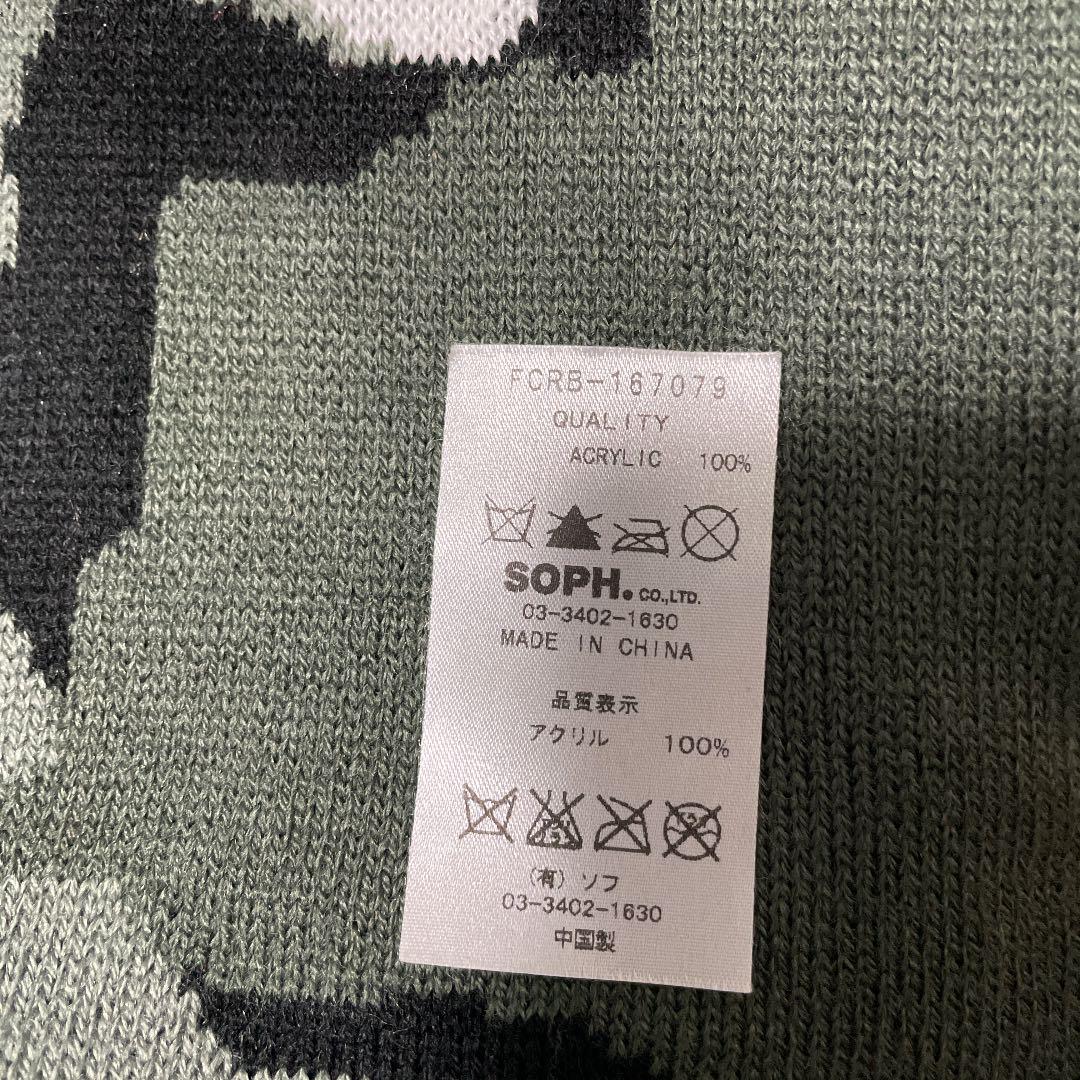 FCRB-167079
QUALITY
ACRYLIC 100%
SOPH. CO.,LTD.
03-3402-1630
MADE IN CHINA
品質表示
アクリル 100%
(有) ソフ
03-3402-1630
中国製